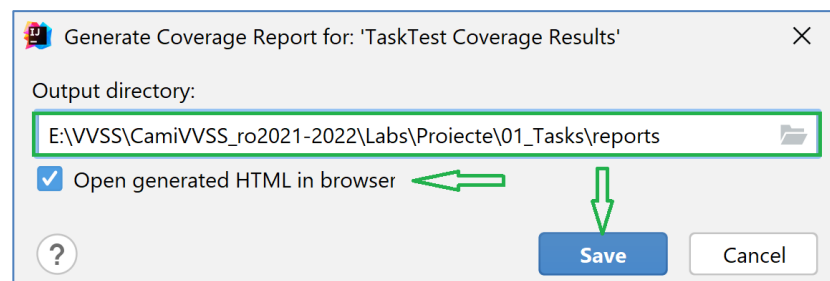 Generate Coverage Report for: 'TaskTest Coverage Results'
Output directory:
E:\VVSS\CamiVVSS_ro2021-2022\Labs\Proiecte\01_Tasks\reports
Open generated HTML in browser
? Save Cancel